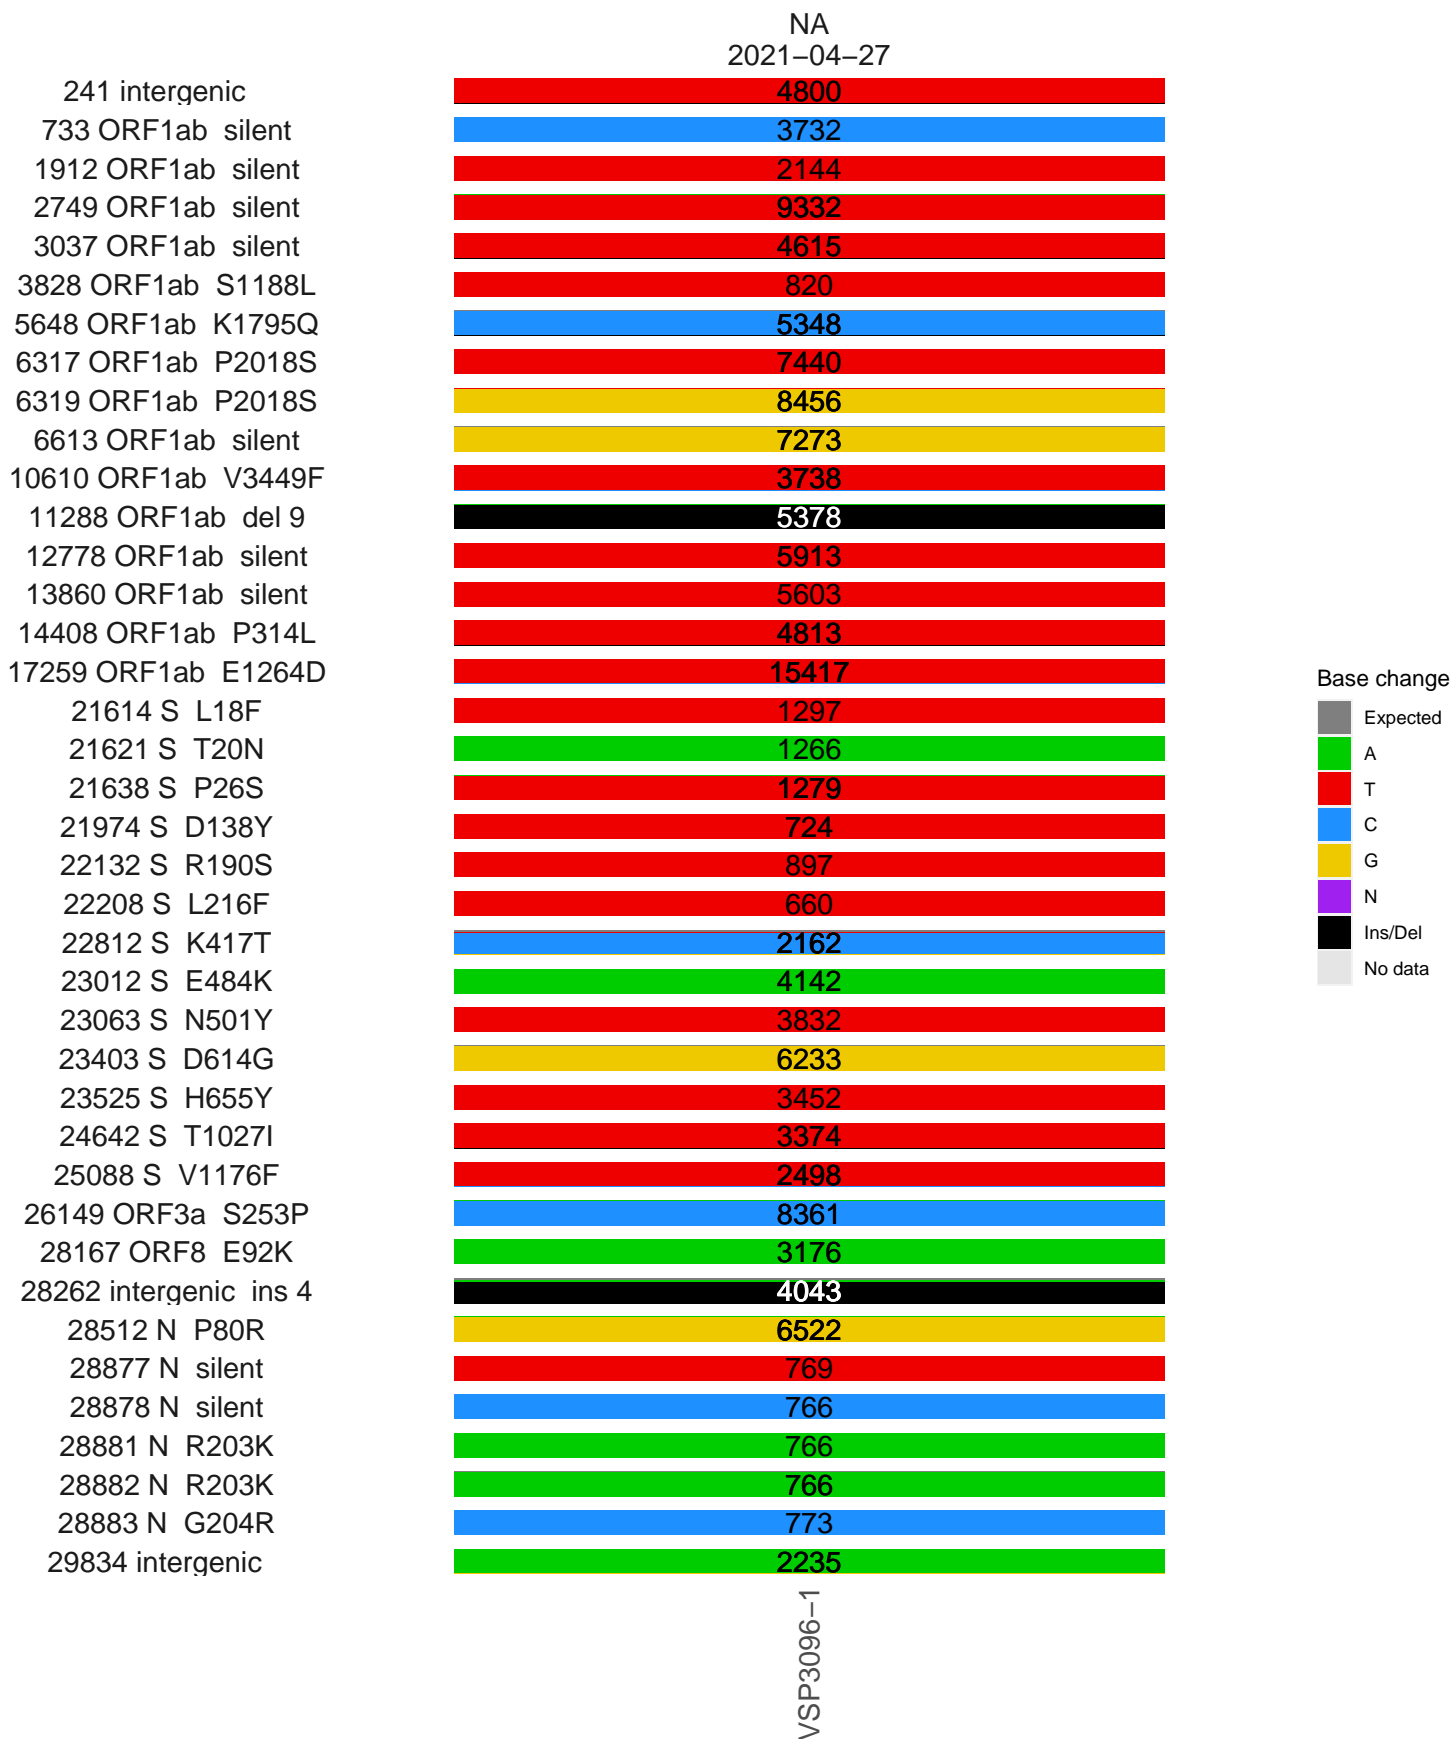 NA
2021−04−27
241 intergenic 4800
733 ORF1ab silent 3732
1912 ORF1ab silent 2144
2749 ORF1ab silent 9332
3037 ORF1ab silent 4615
3828 ORF1ab S1188L 820
5648 ORF1ab K1795Q 5348
6317 ORF1ab P2018S 7440
6319 ORF1ab P2018S 8456
6613 ORF1ab silent 7273
10610 ORF1ab V3449F 3738
11288 ORF1ab del 9 5378
12778 ORF1ab silent 5913
13860 ORF1ab silent 5603
14408 ORF1ab P314L 4813
17259 ORF1ab E1264D 15417
21614 S L18F 1297
21621 S T20N 1266
21638 S P26S 1279
21974 S D138Y 724
22132 S R190S 897
22208 S L216F 660
22812 S K417T 2162
23012 S E484K 4142
23063 S N501Y 3832
23403 S D614G 6233
23525 S H655Y 3452
24642 S T1027I 3374
25088 S V1176F 2498
26149 ORF3a S253P 8361
28167 ORF8 E92K 3176
28262 intergenic ins 4 4043
28512 N P80R 6522
28877 N silent 769
28878 N silent 766
28881 N R203K 766
28882 N R203K 766
28883 N G204R 773
29834 intergenic 2235
VSP3096−1
Base change
Expected
A
T
C
G
N
Ins/Del
No data